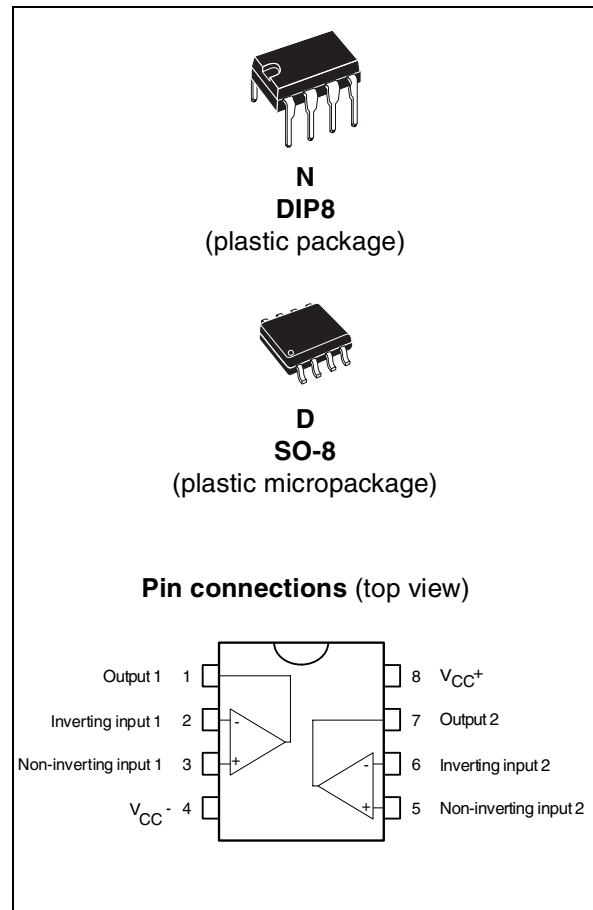 N
DIP8
(plastic package)
D
SO-8
(plastic micropackage)
Pin connections (top view)
Output 1 1
8 VCC+
Inverting input 1 2
-
7 Output 2
Non-inverting input 1 3
+
-
6 Inverting input 2
VCC- 4
+
5 Non-inverting input 2